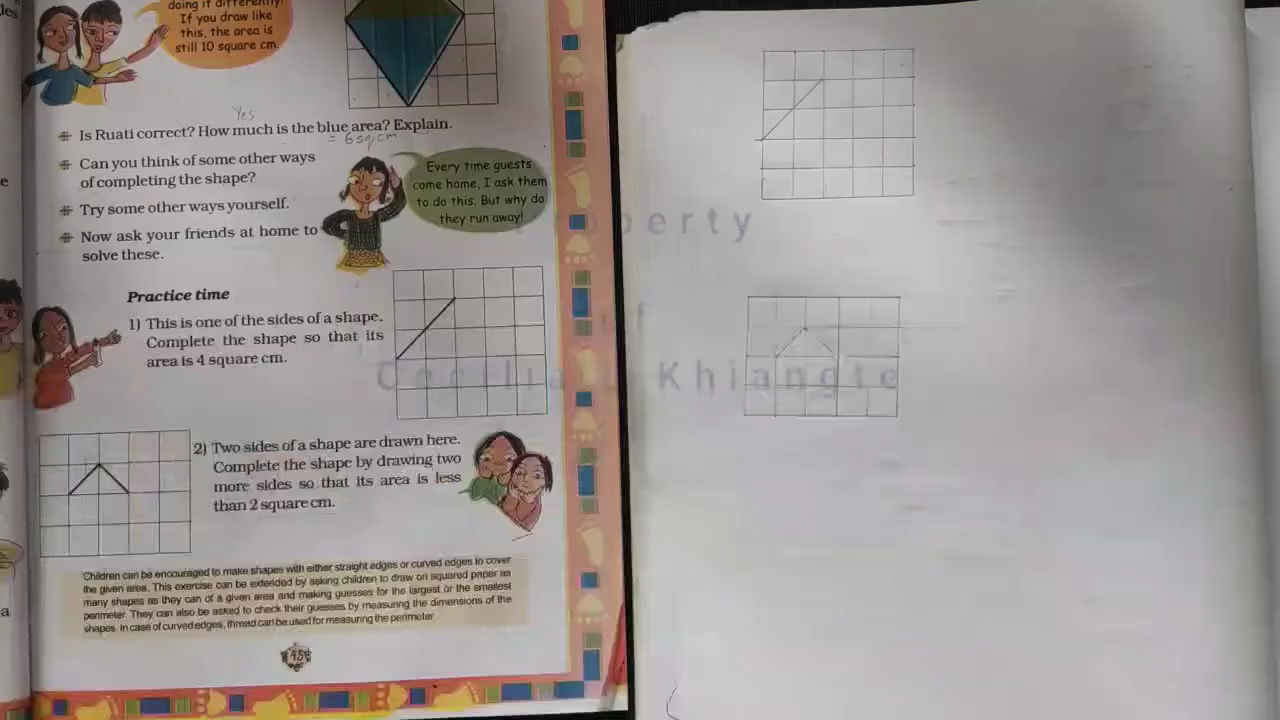 doing it differently!
If you draw like
this, the area is
still 10 square cm.
Yes
Is Ruati correct? How much is the blue area? Explain.
= 6 sq cm
Can you think of some other ways
of completing the shape?
Try some other ways yourself.
Now ask your friends at home to
solve these.
Every time guests
come home, I ask them
to do this. But why do
they run away!
Practice time
1) This is one of the sides of a shape.
Complete the shape so that its
area is 4 square cm.
2) Two sides of a shape are drawn here.
Complete the shape by drawing two
more sides so that its area is less
than 2 square cm.
Children can be encouraged to make shapes with either straight edges or curved edges to cover
the given area. This exercise can be extended by asking children to draw on squared paper as
many shapes as they can of a given area and making guesses for the largest or the smallest
perimeter. They can also be asked to check their guesses by measuring the dimensions of the
shapes. In case of curved edges, thread can be used for measuring the perimeter.
Property
of
Khiangte